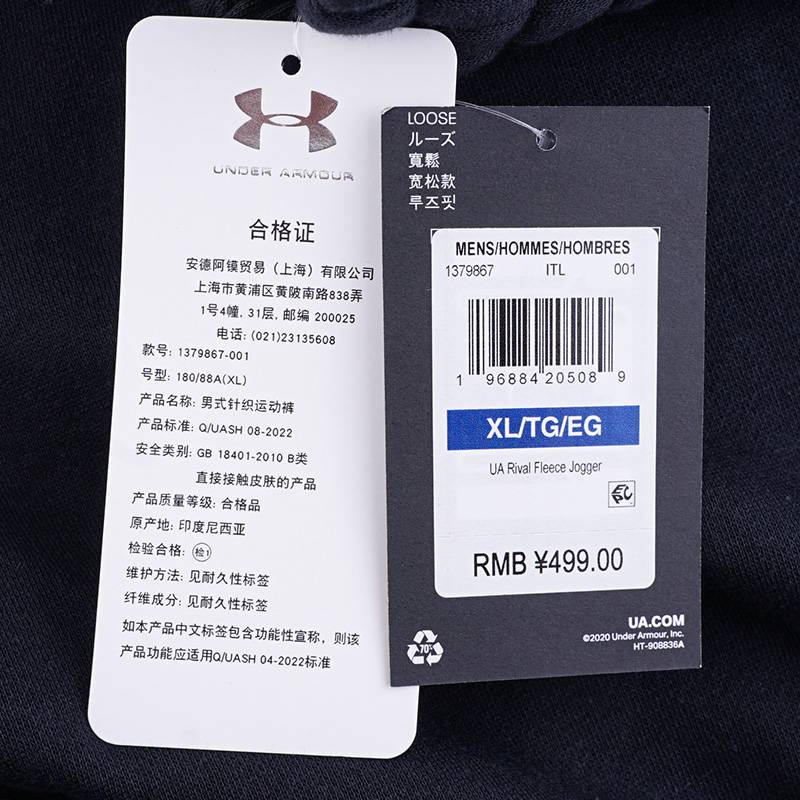 UNDER ARMOUR
合格证
安德阿镆贸易（上海）有限公司
上海市黄浦区黄陂南路838弄
1号4幢, 31层, 邮编 200025
电话: (021)23135608
款号: 1379867-001
号型: 180/88A(XL)
产品名称: 男式针织运动裤
产品标准: Q/UASH 08-2022
安全类别: GB 18401-2010 B类
直接接触皮肤的产品
产品质量等级: 合格品
原产地: 印度尼西亚
检验合格: 检1
维护方法: 见耐久性标签
纤维成分: 见耐久性标签
如本产品中文标签包含功能性宣称, 则该
产品功能应适用Q/UASH 04-2022标准
LOOSE
ルーズ
寬鬆
宽松款
루즈핏
MENS/HOMMES/HOMBRES
1379867 ITL 001
1 96884 20508 9
XL/TG/EG
UA Rival Fleece Jogger
EPC
RMB ¥499.00
70%
UA.COM
©2020 Under Armour, Inc.
HT-908836A